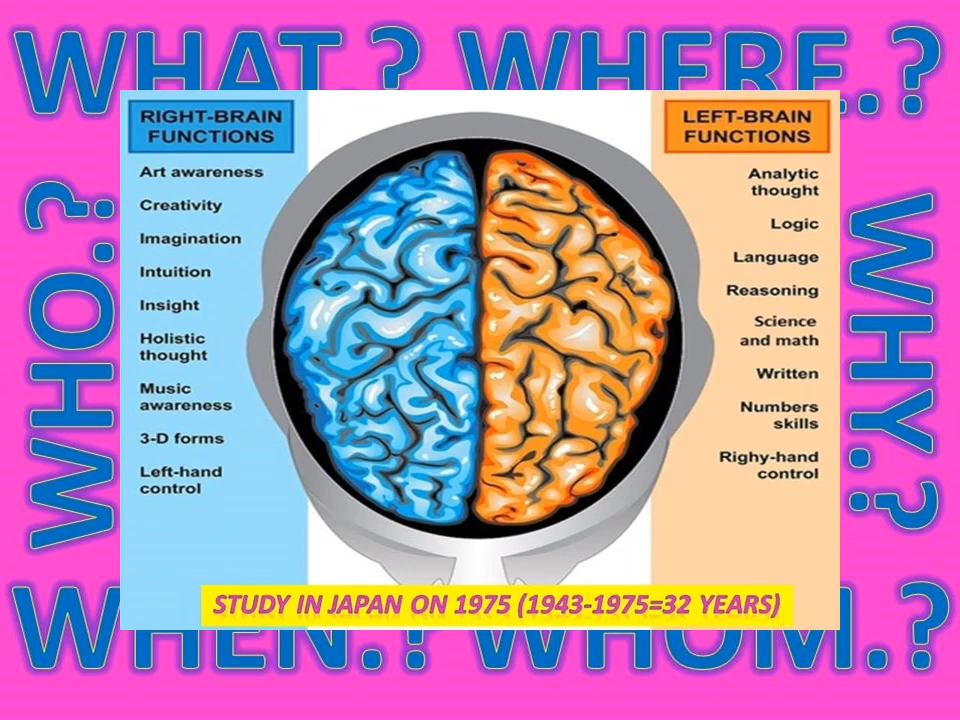 WHAT.? WHERE.?
WHO.?
WHY.?
RIGHT-BRAIN
FUNCTIONS
Art awareness
Creativity
Imagination
Intuition
Insight
Holistic
thought
Music
awareness
3-D forms
Left-hand
control
LEFT-BRAIN
FUNCTIONS
Analytic
thought
Logic
Language
Reasoning
Science
and math
Written
Numbers
skills
Righy-hand
control
STUDY IN JAPAN ON 1975 (1943-1975=32 YEARS)
WHEN.? WHOM.?